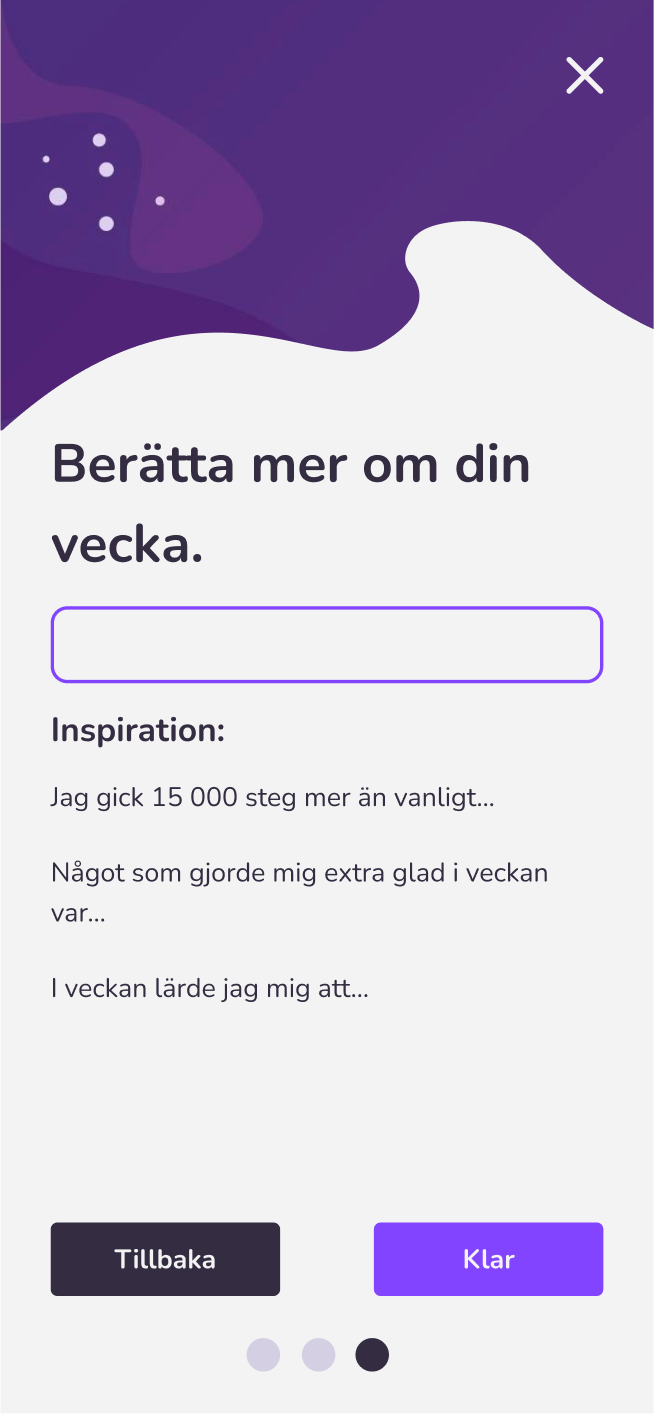 Berätta mer om din
vecka.
Inspiration:
Jag gick 15 000 steg mer än vanligt...
Något som gjorde mig extra glad i veckan
var...
I veckan lärde jag mig att...
Tillbaka
Klar